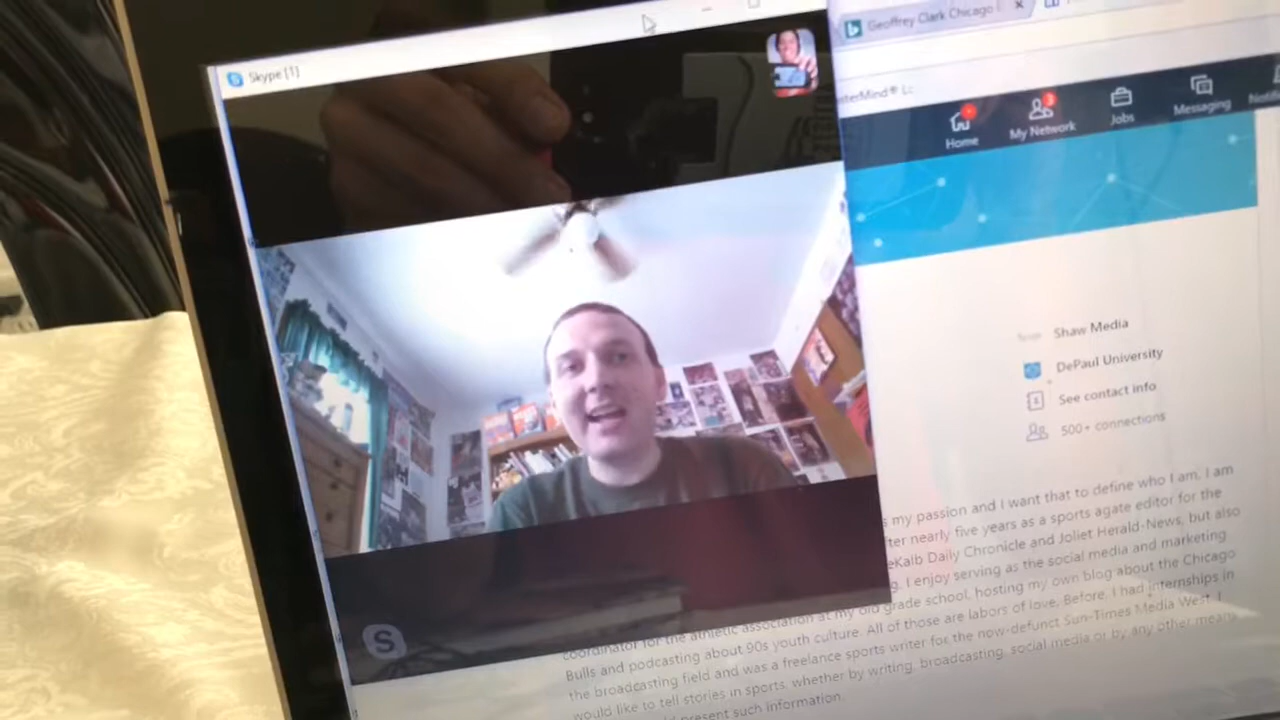 Skype [1]
Geoffrey Clark Chicago
sterMind®
Home
My Network
Jobs
Messaging
Shaw Media
DePaul University
See contact info
500+ connections
s my passion and I want that to define who I am. I am
ter nearly five years as a sports agate editor for the
eKalb Daily Chronicle and Joliet Herald-News, but also
g. I enjoy serving as the social media and marketing
coordinator for the athletic association at my old grade school, hosting my own blog about the Chicago
Bulls and podcasting about 90s youth culture. All of those are labors of love. Before, I had internships in
the broadcasting field and was a freelance sports writer for the now-defunct Sun-Times Media West. I
would like to tell stories in sports, whether by writing, broadcasting, social media or by any other means
present such information.